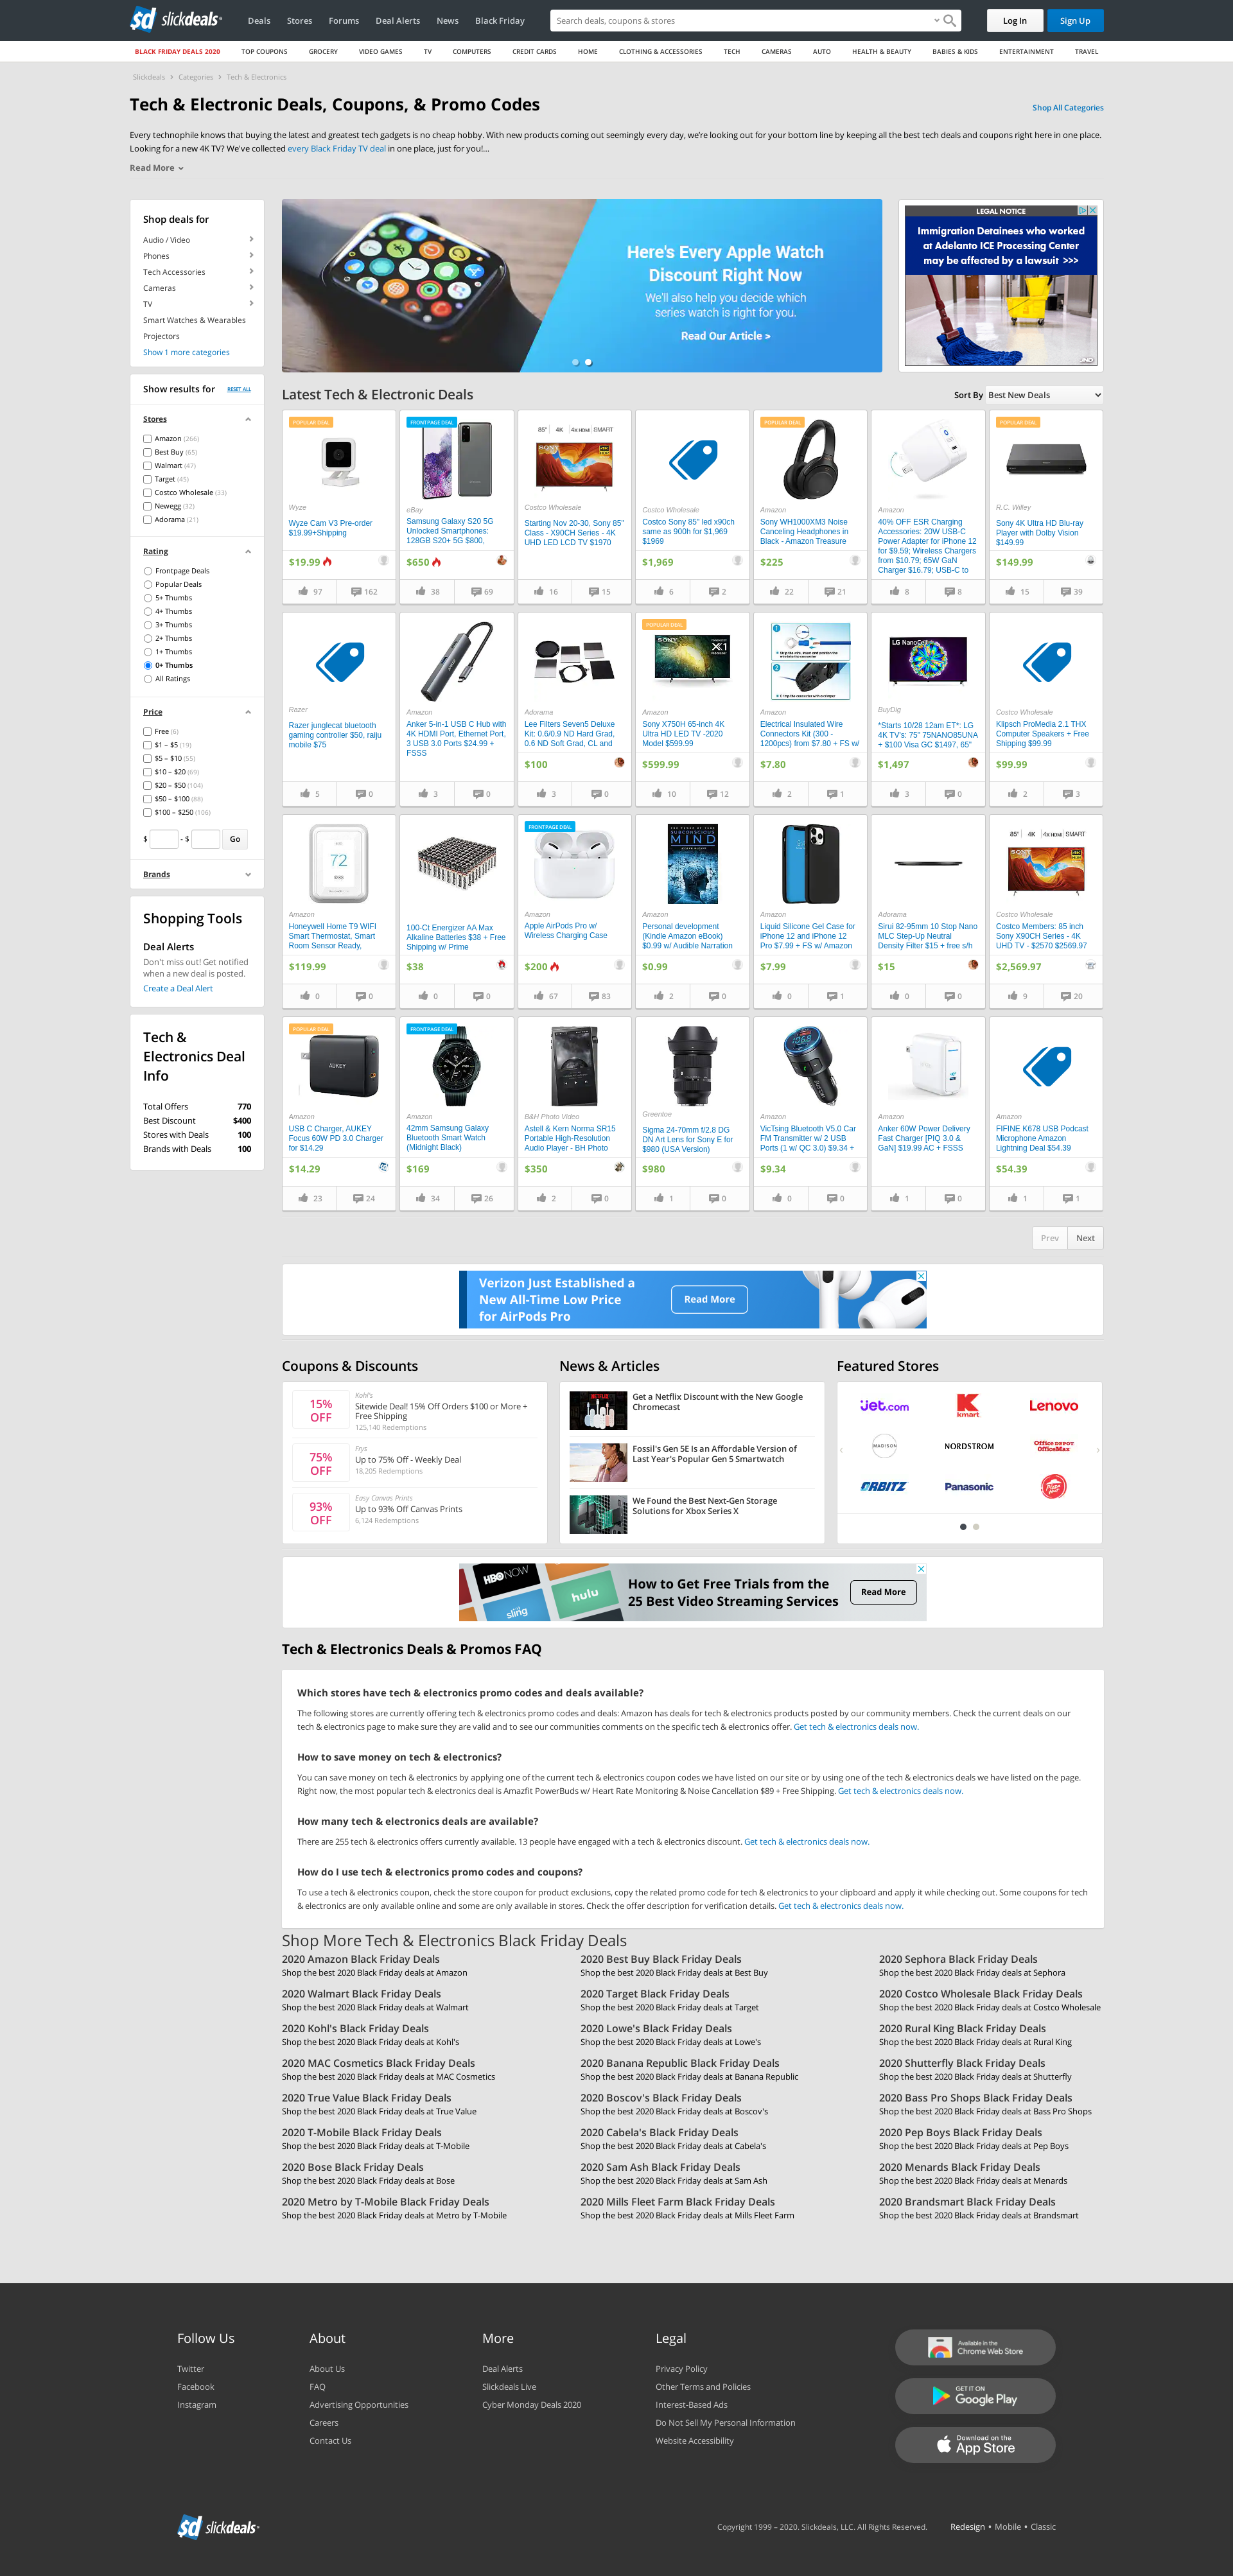 slickdeals
Deals
Stores
Forums
Deal Alerts
News
Black Friday
Search deals, coupons & stores
Log In
Sign Up
BLACK FRIDAY DEALS 2020
TOP COUPONS
GROCERY
VIDEO GAMES
TV
COMPUTERS
CREDIT CARDS
HOME
CLOTHING & ACCESSORIES
TECH
CAMERAS
AUTO
HEALTH & BEAUTY
BABIES & KIDS
ENTERTAINMENT
TRAVEL
Slickdeals > Categories > Tech & Electronics
Tech & Electronic Deals, Coupons, & Promo Codes
Shop All Categories
Every technophile knows that buying the latest and greatest tech gadgets is no cheap hobby. With new products coming out seemingly every day, we're looking out for your bottom line by keeping all the best tech deals and coupons right here in one place.
Looking for a new 4K TV? We've collected every Black Friday TV deal in one place, just for you!...
Read More
Shop deals for
Audio / Video
Phones
Tech Accessories
Cameras
TV
Smart Watches & Wearables
Projectors
Show 1 more categories
Show results for
RESET ALL
Stores
Amazon (266)
Best Buy (65)
Walmart (47)
Target (45)
Costco Wholesale (33)
Newegg (32)
Adorama (21)
Rating
Frontpage Deals
Popular Deals
5+ Thumbs
4+ Thumbs
3+ Thumbs
2+ Thumbs
1+ Thumbs
0+ Thumbs
All Ratings
Price
Free (6)
$1 – $5 (19)
$5 – $10 (55)
$10 – $20 (69)
$20 – $50 (104)
$50 – $100 (88)
$100 – $250 (106)
$ - $ Go
Brands
Shopping Tools
Deal Alerts
Don't miss out! Get notified
when a new deal is posted.
Create a Deal Alert
Tech &
Electronics Deal
Info
Total Offers 770
Best Discount $400
Stores with Deals 100
Brands with Deals 100
Here's Every Apple Watch
Discount Right Now
We'll also help you decide which
series watch is right for you.
Read Our Article >
LEGAL NOTICE
Immigration Detainees who worked
at Adelanto ICE Processing Center
may be affected by a lawsuit >>>
Latest Tech & Electronic Deals
Sort By Best New Deals
POPULAR DEAL
Wyze
Wyze Cam V3 Pre-order
$19.99+Shipping
$19.99
97
162
FRONTPAGE DEAL
eBay
Samsung Galaxy S20 5G
Unlocked Smartphones:
128GB S20+ 5G $800,
$650
38
69
85" 4K 4x HDMI SMART
SONY
Costco Wholesale
Starting Nov 20-30, Sony 85"
Class - X90CH Series - 4K
UHD LED LCD TV $1970
16
15
Costco Wholesale
Costco Sony 85" led x90ch
same as 900h for $1,969
$1969
$1,969
6
2
POPULAR DEAL
Amazon
Sony WH1000XM3 Noise
Canceling Headphones in
Black - Amazon Treasure
$225
22
21
Amazon
40% OFF ESR Charging
Accessories: 20W USB-C
Power Adapter for iPhone 12
for $9.59; Wireless Chargers
from $10.79; 65W GaN
Charger $16.79; USB-C to
8
8
POPULAR DEAL
R.C. Willey
Sony 4K Ultra HD Blu-ray
Player with Dolby Vision
$149.99
$149.99
15
39
Razer
Razer junglecat bluetooth
gaming controller $50, raiju
mobile $75
5
0
Amazon
Anker 5-in-1 USB C Hub with
4K HDMI Port, Ethernet Port,
3 USB 3.0 Ports $24.99 +
FSSS
3
0
Adorama
Lee Filters Seven5 Deluxe
Kit: 0.6/0.9 ND Hard Grad,
0.6 ND Soft Grad, CL and
$100
3
0
POPULAR DEAL
SONY
X1
Amazon
Sony X750H 65-inch 4K
Ultra HD LED TV -2020
Model $599.99
$599.99
10
12
Amazon
Electrical Insulated Wire
Connectors Kit (300 -
1200pcs) from $7.80 + FS w/
$7.80
2
1
LG NanoCell
BuyDig
*Starts 10/28 12am ET*: LG
4K TV's: 75" 75NANO85UNA
+ $100 Visa GC $1497, 65"
$1,497
3
0
Costco Wholesale
Klipsch ProMedia 2.1 THX
Computer Speakers + Free
Shipping $99.99
$99.99
2
3
72
Amazon
Honeywell Home T9 WIFI
Smart Thermostat, Smart
Room Sensor Ready,
$119.99
0
0
100-Ct Energizer AA Max
Alkaline Batteries $38 + Free
Shipping w/ Prime
$38
0
0
FRONTPAGE DEAL
Amazon
Apple AirPods Pro w/
Wireless Charging Case
$200
67
83
THE POWER OF YOUR
SUBCONSCIOUS
MIND
Amazon
Personal development
(Kindle Amazon eBook)
$0.99 w/ Audible Narration
$0.99
2
0
Amazon
Liquid Silicone Gel Case for
iPhone 12 and iPhone 12
Pro $7.99 + FS w/ Amazon
$7.99
0
1
Adorama
Sirui 82-95mm 10 Stop Nano
MLC Step-Up Neutral
Density Filter $15 + free s/h
$15
0
0
85" 4K 4x HDMI SMART
SONY
Costco Wholesale
Costco Members: 85 inch
Sony X90CH Series - 4K
UHD TV - $2570 $2569.97
$2,569.97
9
20
POPULAR DEAL
AUKEY
Amazon
USB C Charger, AUKEY
Focus 60W PD 3.0 Charger
for $14.29
$14.29
23
24
FRONTPAGE DEAL
Amazon
42mm Samsung Galaxy
Bluetooth Smart Watch
(Midnight Black)
$169
34
26
B&H Photo Video
Astell & Kern Norma SR15
Portable High-Resolution
Audio Player - BH Photo
$350
2
0
Greentoe
Sigma 24-70mm f/2.8 DG
DN Art Lens for Sony E for
$980 (USA Version)
$980
1
0
106.8
Amazon
VicTsing Bluetooth V5.0 Car
FM Transmitter w/ 2 USB
Ports (1 w/ QC 3.0) $9.34 +
$9.34
0
0
Amazon
Anker 60W Power Delivery
Fast Charger [PIQ 3.0 &
GaN] $19.99 AC + FSSS
1
0
Amazon
FIFINE K678 USB Podcast
Microphone Amazon
Lightning Deal $54.39
$54.39
1
1
Prev
Next
Verizon Just Established a
New All-Time Low Price
for AirPods Pro
Read More
Coupons & Discounts
15%
OFF
Kohl's
Sitewide Deal! 15% Off Orders $100 or More +
Free Shipping
125,140 Redemptions
75%
OFF
Frys
Up to 75% Off - Weekly Deal
18,205 Redemptions
93%
OFF
Easy Canvas Prints
Up to 93% Off Canvas Prints
6,124 Redemptions
News & Articles
NETFLIX
Get a Netflix Discount with the New Google
Chromecast
Fossil's Gen 5E Is an Affordable Version of
Last Year's Popular Gen 5 Smartwatch
We Found the Best Next-Gen Storage
Solutions for Xbox Series X
Featured Stores
Jet.com
kmart
Lenovo
MADISON
NORDSTROM
Office DEPOT
OfficeMax
ORBITZ
Panasonic
Pizza Hut
HBO NOW
sling
hulu
How to Get Free Trials from the
25 Best Video Streaming Services
Read More
Tech & Electronics Deals & Promos FAQ
Which stores have tech & electronics promo codes and deals available?
The following stores are currently offering tech & electronics promo codes and deals: Amazon has deals for tech & electronics products posted by our community members. Check the current deals on our
tech & electronics page to make sure they are valid and to see our communities comments on the specific tech & electronics offer. Get tech & electronics deals now.
How to save money on tech & electronics?
You can save money on tech & electronics by applying one of the current tech & electronics coupon codes we have listed on our site or by using one of the tech & electronics deals we have listed on the page.
Right now, the most popular tech & electronics deal is Amazfit PowerBuds w/ Heart Rate Monitoring & Noise Cancellation $89 + Free Shipping. Get tech & electronics deals now.
How many tech & electronics deals are available?
There are 255 tech & electronics offers currently available. 13 people have engaged with a tech & electronics discount. Get tech & electronics deals now.
How do I use tech & electronics promo codes and coupons?
To use a tech & electronics coupon, check the store coupon for product exclusions, copy the related promo code for tech & electronics to your clipboard and apply it while checking out. Some coupons for tech
& electronics are only available online and some are only available in stores. Check the offer description for verification details. Get tech & electronics deals now.
Shop More Tech & Electronics Black Friday Deals
2020 Amazon Black Friday Deals
Shop the best 2020 Black Friday deals at Amazon
2020 Best Buy Black Friday Deals
Shop the best 2020 Black Friday deals at Best Buy
2020 Sephora Black Friday Deals
Shop the best 2020 Black Friday deals at Sephora
2020 Walmart Black Friday Deals
Shop the best 2020 Black Friday deals at Walmart
2020 Target Black Friday Deals
Shop the best 2020 Black Friday deals at Target
2020 Costco Wholesale Black Friday Deals
Shop the best 2020 Black Friday deals at Costco Wholesale
2020 Kohl's Black Friday Deals
Shop the best 2020 Black Friday deals at Kohl's
2020 Lowe's Black Friday Deals
Shop the best 2020 Black Friday deals at Lowe's
2020 Rural King Black Friday Deals
Shop the best 2020 Black Friday deals at Rural King
2020 MAC Cosmetics Black Friday Deals
Shop the best 2020 Black Friday deals at MAC Cosmetics
2020 Banana Republic Black Friday Deals
Shop the best 2020 Black Friday deals at Banana Republic
2020 Shutterfly Black Friday Deals
Shop the best 2020 Black Friday deals at Shutterfly
2020 True Value Black Friday Deals
Shop the best 2020 Black Friday deals at True Value
2020 Boscov's Black Friday Deals
Shop the best 2020 Black Friday deals at Boscov's
2020 Bass Pro Shops Black Friday Deals
Shop the best 2020 Black Friday deals at Bass Pro Shops
2020 T-Mobile Black Friday Deals
Shop the best 2020 Black Friday deals at T-Mobile
2020 Cabela's Black Friday Deals
Shop the best 2020 Black Friday deals at Cabela's
2020 Pep Boys Black Friday Deals
Shop the best 2020 Black Friday deals at Pep Boys
2020 Bose Black Friday Deals
Shop the best 2020 Black Friday deals at Bose
2020 Sam Ash Black Friday Deals
Shop the best 2020 Black Friday deals at Sam Ash
2020 Menards Black Friday Deals
Shop the best 2020 Black Friday deals at Menards
2020 Metro by T-Mobile Black Friday Deals
Shop the best 2020 Black Friday deals at Metro by T-Mobile
2020 Mills Fleet Farm Black Friday Deals
Shop the best 2020 Black Friday deals at Mills Fleet Farm
2020 Brandsmart Black Friday Deals
Shop the best 2020 Black Friday deals at Brandsmart
Follow Us
Twitter
Facebook
Instagram
About
About Us
FAQ
Advertising Opportunities
Careers
Contact Us
More
Deal Alerts
Slickdeals Live
Cyber Monday Deals 2020
Legal
Privacy Policy
Other Terms and Policies
Interest-Based Ads
Do Not Sell My Personal Information
Website Accessibility
Available in the
Chrome Web Store
GET IT ON
Google Play
Download on the
App Store
slickdeals
Copyright 1999 – 2020. Slickdeals, LLC. All Rights Reserved.
Redesign • Mobile • Classic